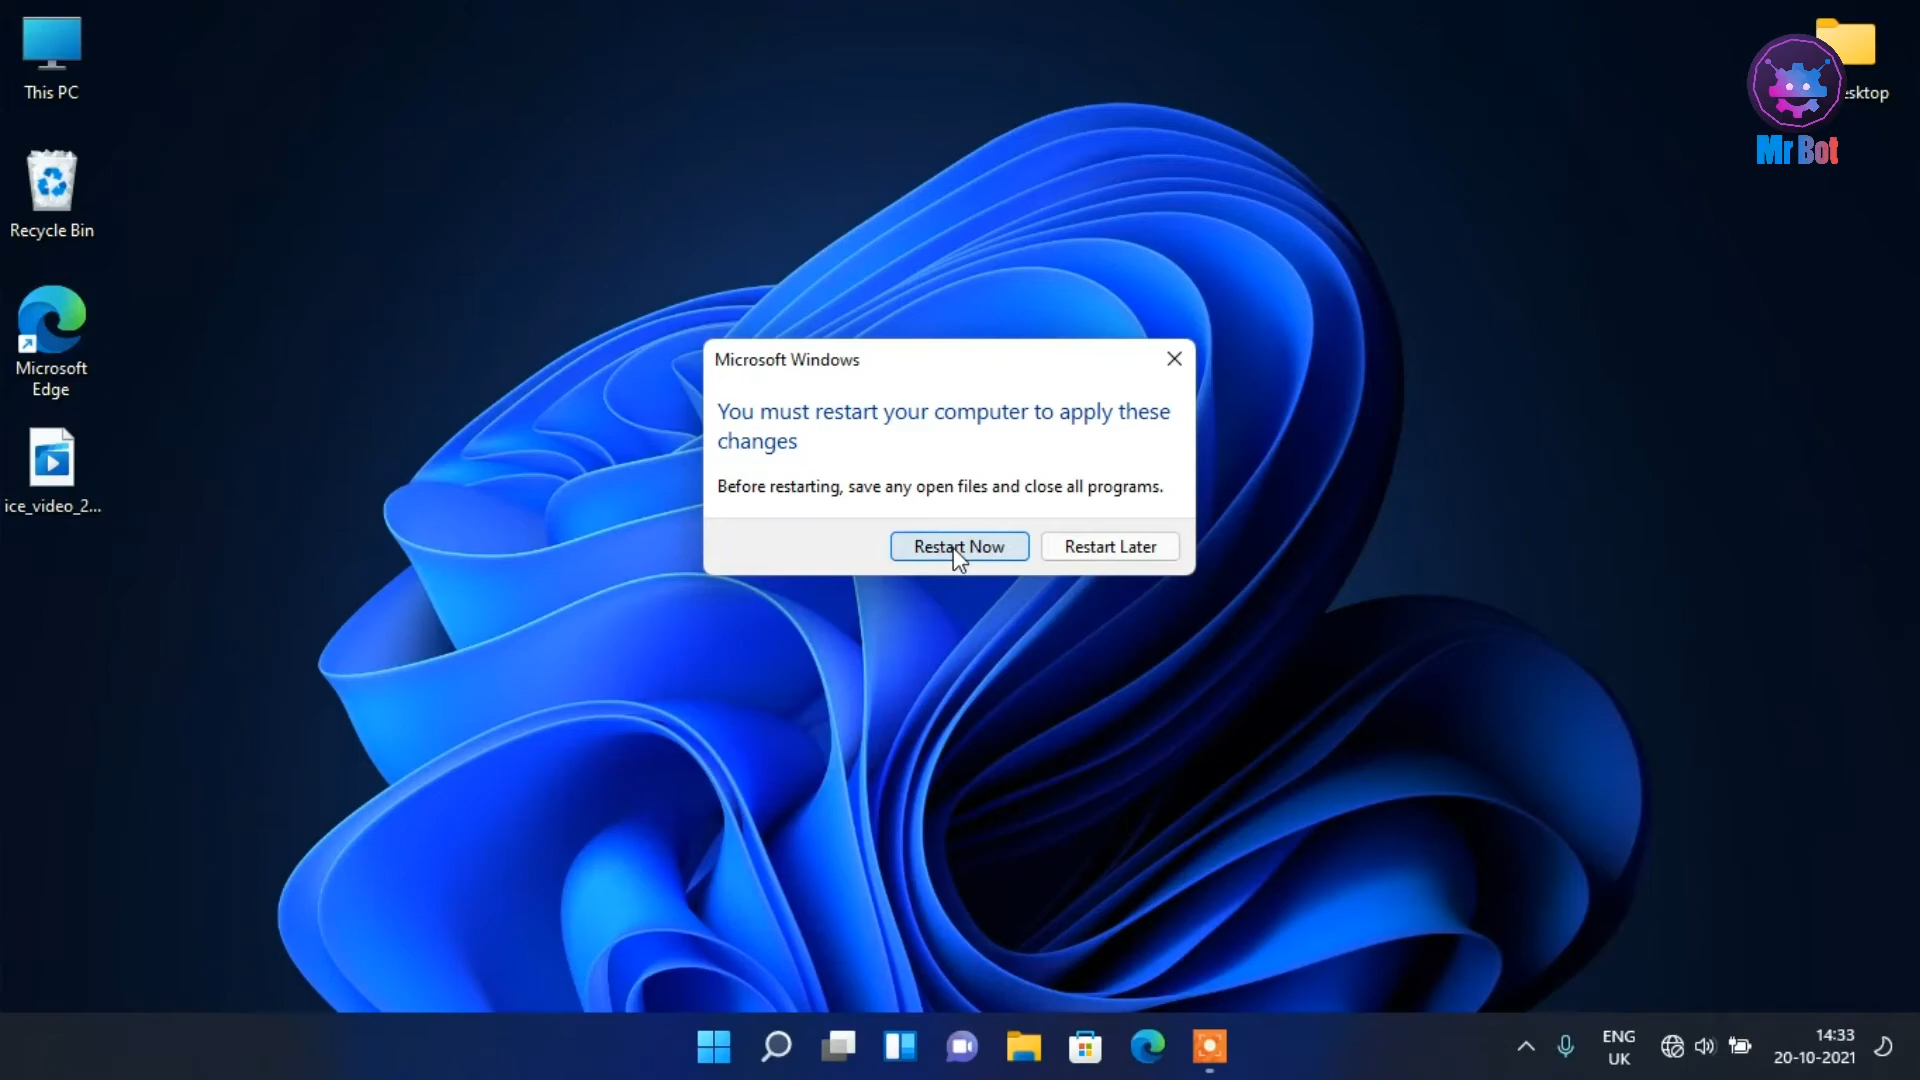 This PC
Recycle Bin
Microsoft
Edge
ice_video_2...
Mr Bot
Microsoft Windows
You must restart your computer to apply these
changes
Before restarting, save any open files and close all programs.
Restart Now
Restart Later
ENG
UK
14:33
20-10-2021